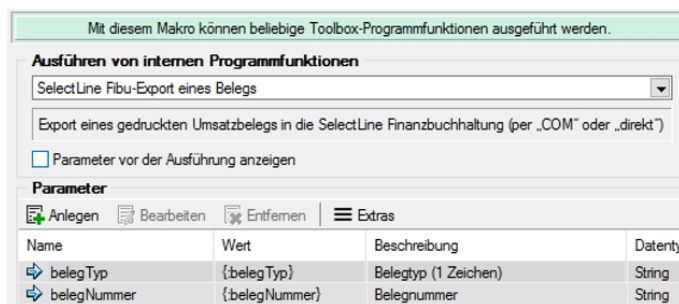 Mit diesem Makro können beliebige Toolbox-Programmfunktionen ausgeführt werden.
Ausführen von internen Programmfunktionen
SelectLine Fibu-Export eines Belegs
Export eines gedruckten Umsatzbelegs in die SelectLine Finanzbuchhaltung (per „COM“ oder „direkt“)
Parameter vor der Ausführung anzeigen
Parameter
Anlegen Bearbeiten Entfernen Extras
Name Wert Beschreibung Datenty
belegTyp {:belegTyp} Belegtyp (1 Zeichen) String
belegNummer {:belegNummer} Belegnummer String